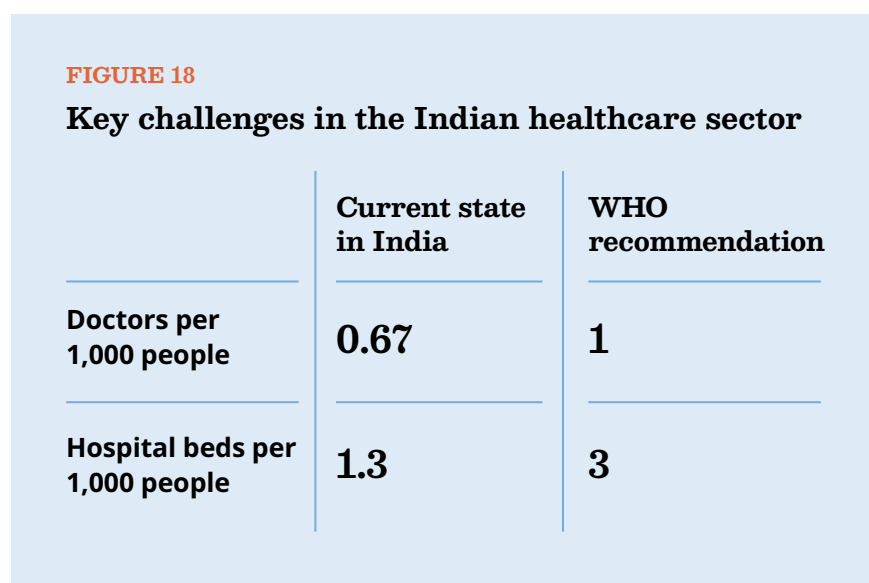 FIGURE 18
Key challenges in the Indian healthcare sector
Current state
in India
WHO
recommendation
Doctors per
1,000 people
0.67
1
Hospital beds per
1,000 people
1.3
3